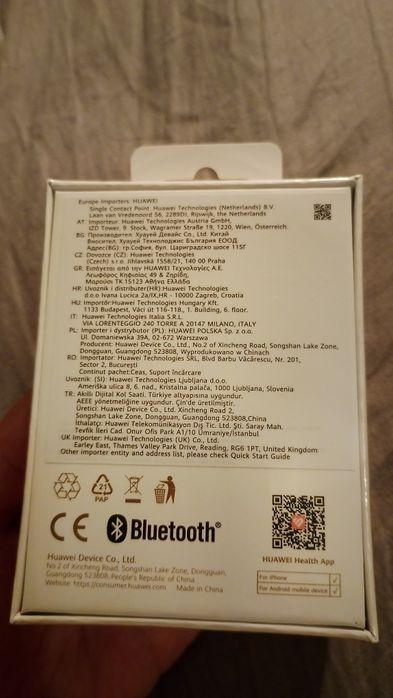 Europe Importers: HUAWEI
Single Contact Point: Huawei Technologies (Netherlands) B.V.
Laan van Vredenoord 56, 2289DJ, Rijswijk, the Netherlands
AT: Importeur: Huawei Technologies Austria GmbH,
IZD Tower, 9. Stock, Wagramer Straße 19, 1220, Wien, Österreich.
BG: Производител: Хуауей Девайс Со., Ltd. Китай
Вносител: Хуауей Технолоджис България ЕООД
Адрес(BG): гр.София, бул. Цариградско шосе 115Г
CZ: Dovozce (CZ): Huawei Technologies
(Czech) s.r.o. Jihlavská 1558/21, 140 00 Praha
GR: Εισάγεται από την HUAWEI Τεχνολογίες Α.Ε.
Λεωφόρος Κηφισίας 49 & Ζηρίδη,
Μαρούσι ΤΚ 15123 Αθήνα Ελλάδα
HR: Uvoznik i distributer(HR):Huawei Technologies
d.o.o Ivana Lucica 2a/IX,HR - 10000 Zagreb, Croatia
HU: Importőr:Huawei Technologies Hungary Kft.
1133 Budapest, Váci út 116-118., 1. Building, 6. floor.
IT: Huawei Technologies Italia S.R.L.
VIA LORENTEGGIO 240 TORRE A 20147 MILANO, ITALY
PL: Importer i dystrybutor (PL): HUAWEI POLSKA Sp. z o.o.
Ul. Domaniewska 39A, 02-672 Warszawa
Producent: Huawei Device Co., Ltd., No.2 of Xincheng Road, Songshan Lake Zone,
Dongguan, Guangdong 523808, Wyprodukowano w Chinach
RO: Importator: Huawei Technologies SRL, Blvd Barbu Văcărescu, Nr. 201,
Sector 2, Bucureşti
Continut pachet:Ceas, Suport încărcare
Uvoznik: (SI): Huawei Technologies Ljubljana d.o.o.
Ameriška ulica 8, 6. nad., Kristalna palača, 1000 Ljubljana, Slovenia
TR: Akıllı Dijital Kol Saati. Türkiye altyapısına uygundur.
AEEE yönetmeliğine uygundur. Çin'de üretilmiştir.
Üretici: Huawei Device Co., Ltd. Xincheng Road 2,
Songshan Lake Zone, Dongguan, Guangdong 523808,China
İthalatçı: Huawei Telekomünikasyon Dış Tic. Ltd. Şti. Saray Mah.
Tevfik İleri Cad. Onur Ofis Park A1/10 Ümraniye/İstanbul
UK Importer: Huawei Technologies (UK) Co., Ltd.
Earley East, Thames Valley Park Drive, Reading, RG6 1PT, United Kingdom
Other importer entity and address list, please check Quick Start Guide
21
PAP
CE Bluetooth®
Huawei Device Co., Ltd.
No.2 of Xincheng Road, Songshan Lake Zone, Dongguan,
Guangdong 523808, People's Republic of China
Website: https://consumer.huawei.com Made in China
HUAWEI Health App
For iPhone √
For Android mobile device √